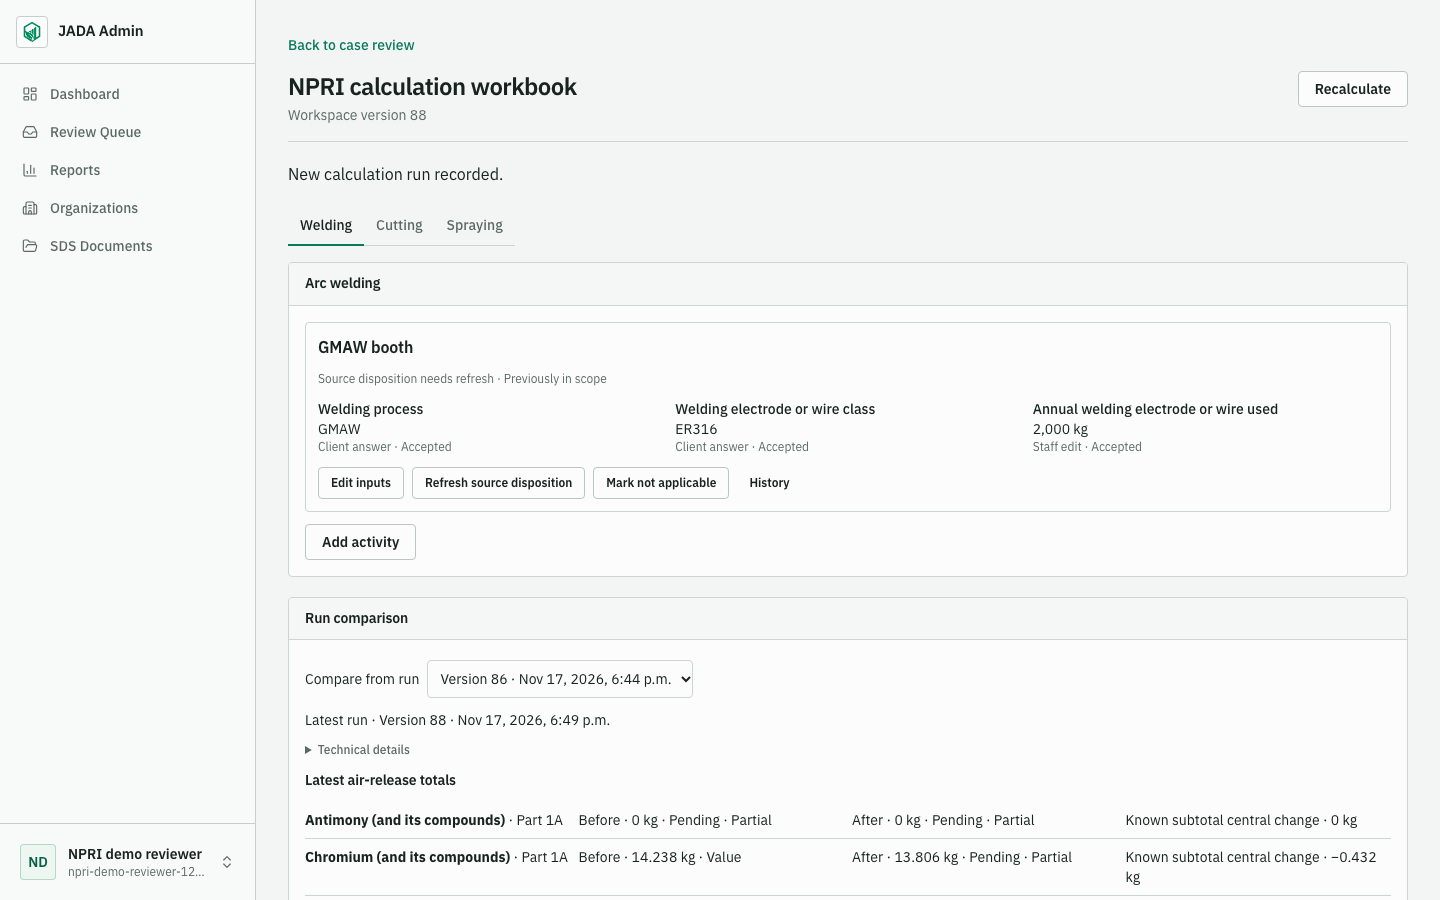 JADA Admin
Dashboard
Review Queue
Reports
Organizations
SDS Documents
ND
NPRI demo reviewer
npri-demo-reviewer-12...
Back to case review
NPRI calculation workbook
Workspace version 88
Recalculate
New calculation run recorded.
Welding Cutting Spraying
Arc welding
GMAW booth
Source disposition needs refresh · Previously in scope
Welding process
GMAW
Client answer · Accepted
Welding electrode or wire class
ER316
Client answer · Accepted
Annual welding electrode or wire used
2,000 kg
Staff edit · Accepted
Edit inputs Refresh source disposition Mark not applicable History
Add activity
Run comparison
Compare from run Version 86 · Nov 17, 2026, 6:44 p.m.
Latest run · Version 88 · Nov 17, 2026, 6:49 p.m.
Technical details
Latest air-release totals
Antimony (and its compounds) · Part 1A Before · 0 kg · Pending · Partial After · 0 kg · Pending · Partial Known subtotal central change · 0 kg
Chromium (and its compounds) · Part 1A Before · 14.238 kg · Value After · 13.806 kg · Pending · Partial Known subtotal central change · −0.432
kg